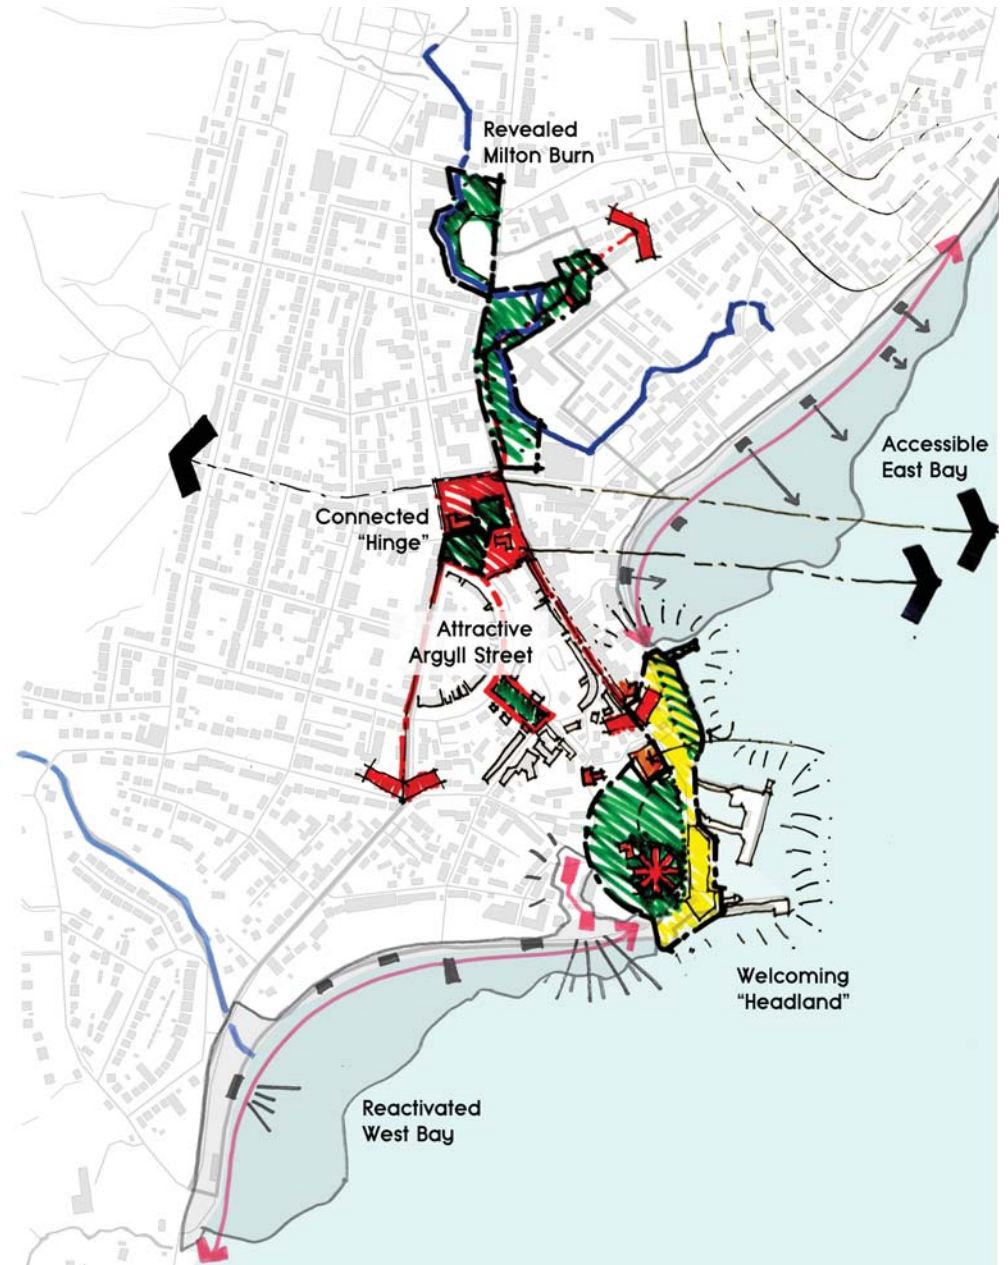 Revealed
Milton Burn
Accessible
East Bay
Connected
“Hinge”
Attractive
Argyll Street
Welcoming
“Headland”
Reactivated
West Bay